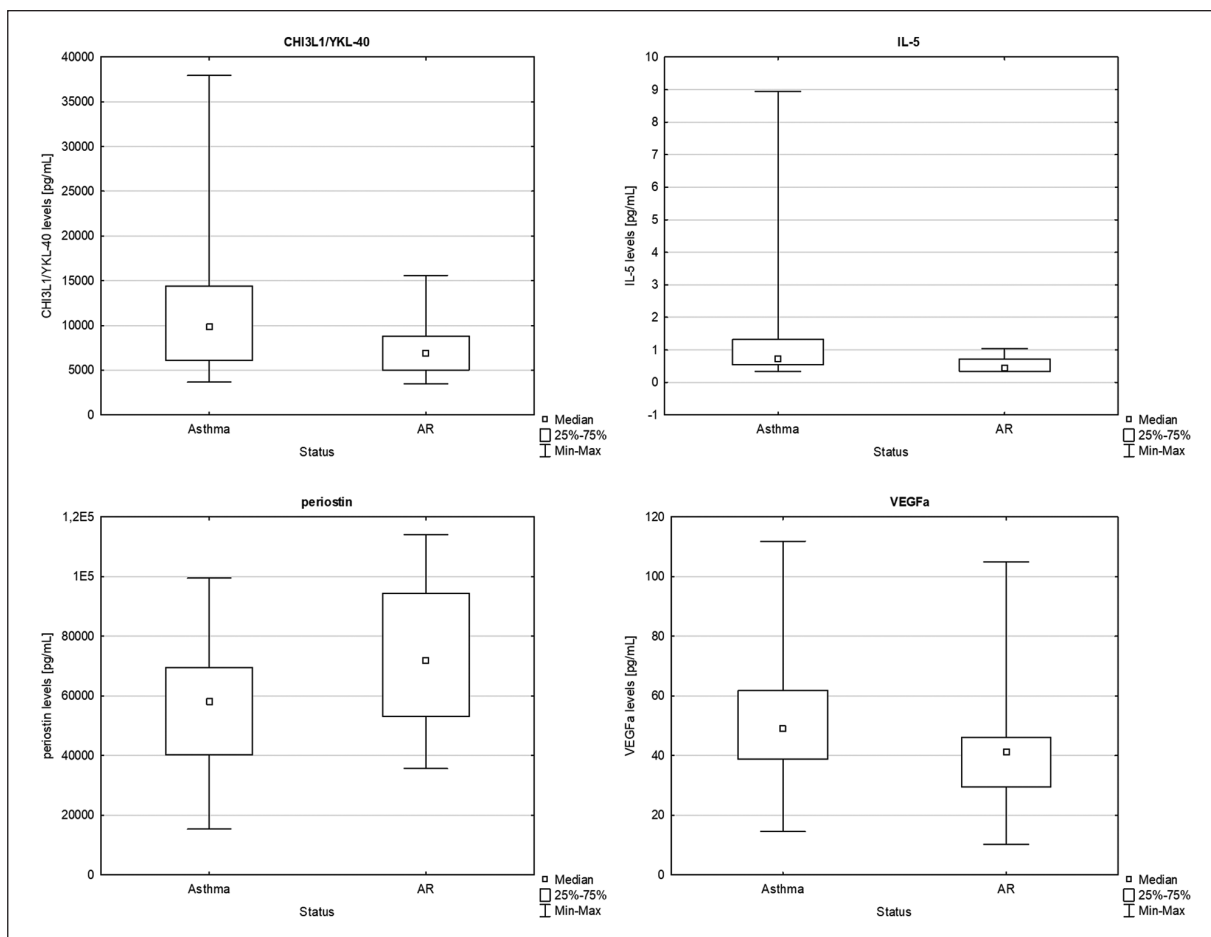 CHI3L1/YKL-40
40000
35000
30000
25000
20000
15000
10000
5000
0
CHI3L1/YKL-40 levels [pg/mL]
Asthma
AR
Status
Median
25%-75%
Min-Max
IL-5
10
9
8
7
6
5
4
3
2
1
0
-1
IL-5 levels [pg/mL]
Asthma
AR
Status
Median
25%-75%
Min-Max
periostin
1,2E5
1E5
80000
60000
40000
20000
0
periostin levels [pg/mL]
Asthma
AR
Status
Median
25%-75%
Min-Max
VEGFa
120
100
80
60
40
20
0
VEGFa levels [pg/mL]
Asthma
AR
Status
Median
25%-75%
Min-Max